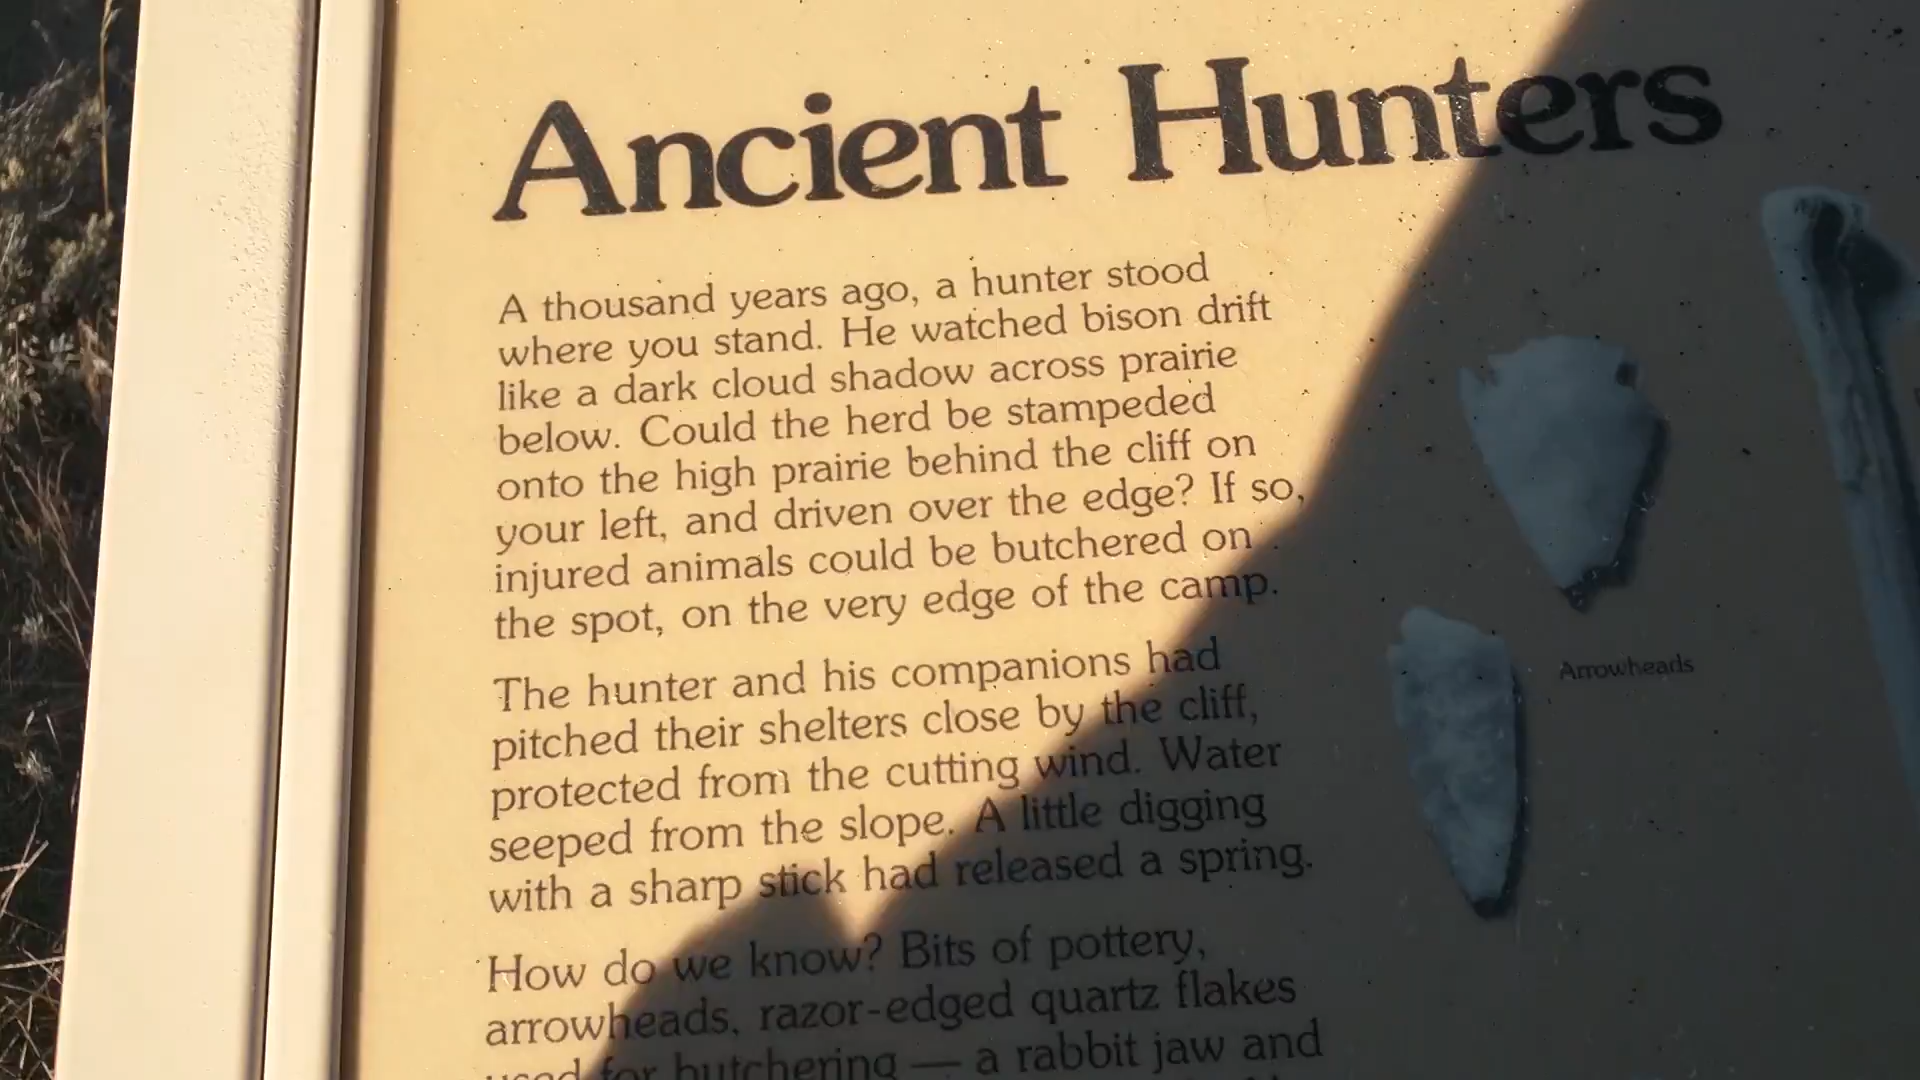 Ancient Hunters
A thousand years ago, a hunter stood
where you stand. He watched bison drift
like a dark cloud shadow across prairie
below. Could the herd be stampeded
onto the high prairie behind the cliff on
your left, and driven over the edge? If so,
injured animals could be butchered on
the spot, on the very edge of the camp.
The hunter and his companions had
pitched their shelters close by the cliff,
protected from the cutting wind. Water
seeped from the slope. A little digging
with a sharp stick had released a spring.
How do we know? Bits of pottery,
arrowheads, razor-edged quartz flakes
used for butchering — a rabbit jaw and
Arrowheads